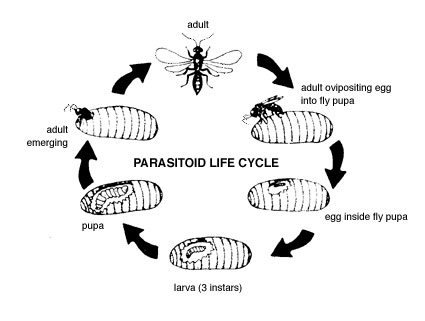 adult
adult ovipositing egg
into fly pupa
adult
emerging
PARASITOID LIFE CYCLE
egg inside fly pupa
pupa
larva (3 instars)